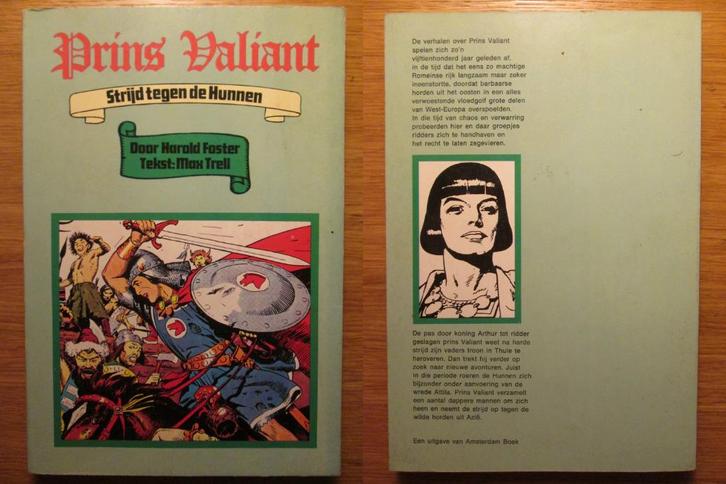 Prins Valiant
Strijd tegen de Hunnen
Door Harold Foster
Tekst: Max Trell
De verhalen over Prins Valiant
spelen zich zo'n
vijftienhonderd jaar geleden af,
in de tijd dat het eens zo machtige
Romeinse rijk langzaam maar zeker
ineenstortte, doordat barbaarse
horden uit het oosten in een alles
verwoestende vloedgolf grote delen
van West-Europa overspoelden.
In die tijd van chaos en verwarring
probeerden hier en daar groepjes
ridders zich te handhaven en
het recht te laten zegevieren.
De pas door koning Arthur tot ridder
geslagen prins Valiant weet na harde
strijd zijn vaders troon in Thule te
heroveren. Dan trekt hij verder op
zoek naar nieuwe avonturen. Juist
in die periode roeren de Hunnen zich
bijzonder onder aanvoering van de
wrede Attila. Prins Valiant verzamelt
een aantal dappere mannen om zich
heen en neemt de strijd op tegen de
wilde horden uit Azië.
Een uitgave van Amsterdam Boek